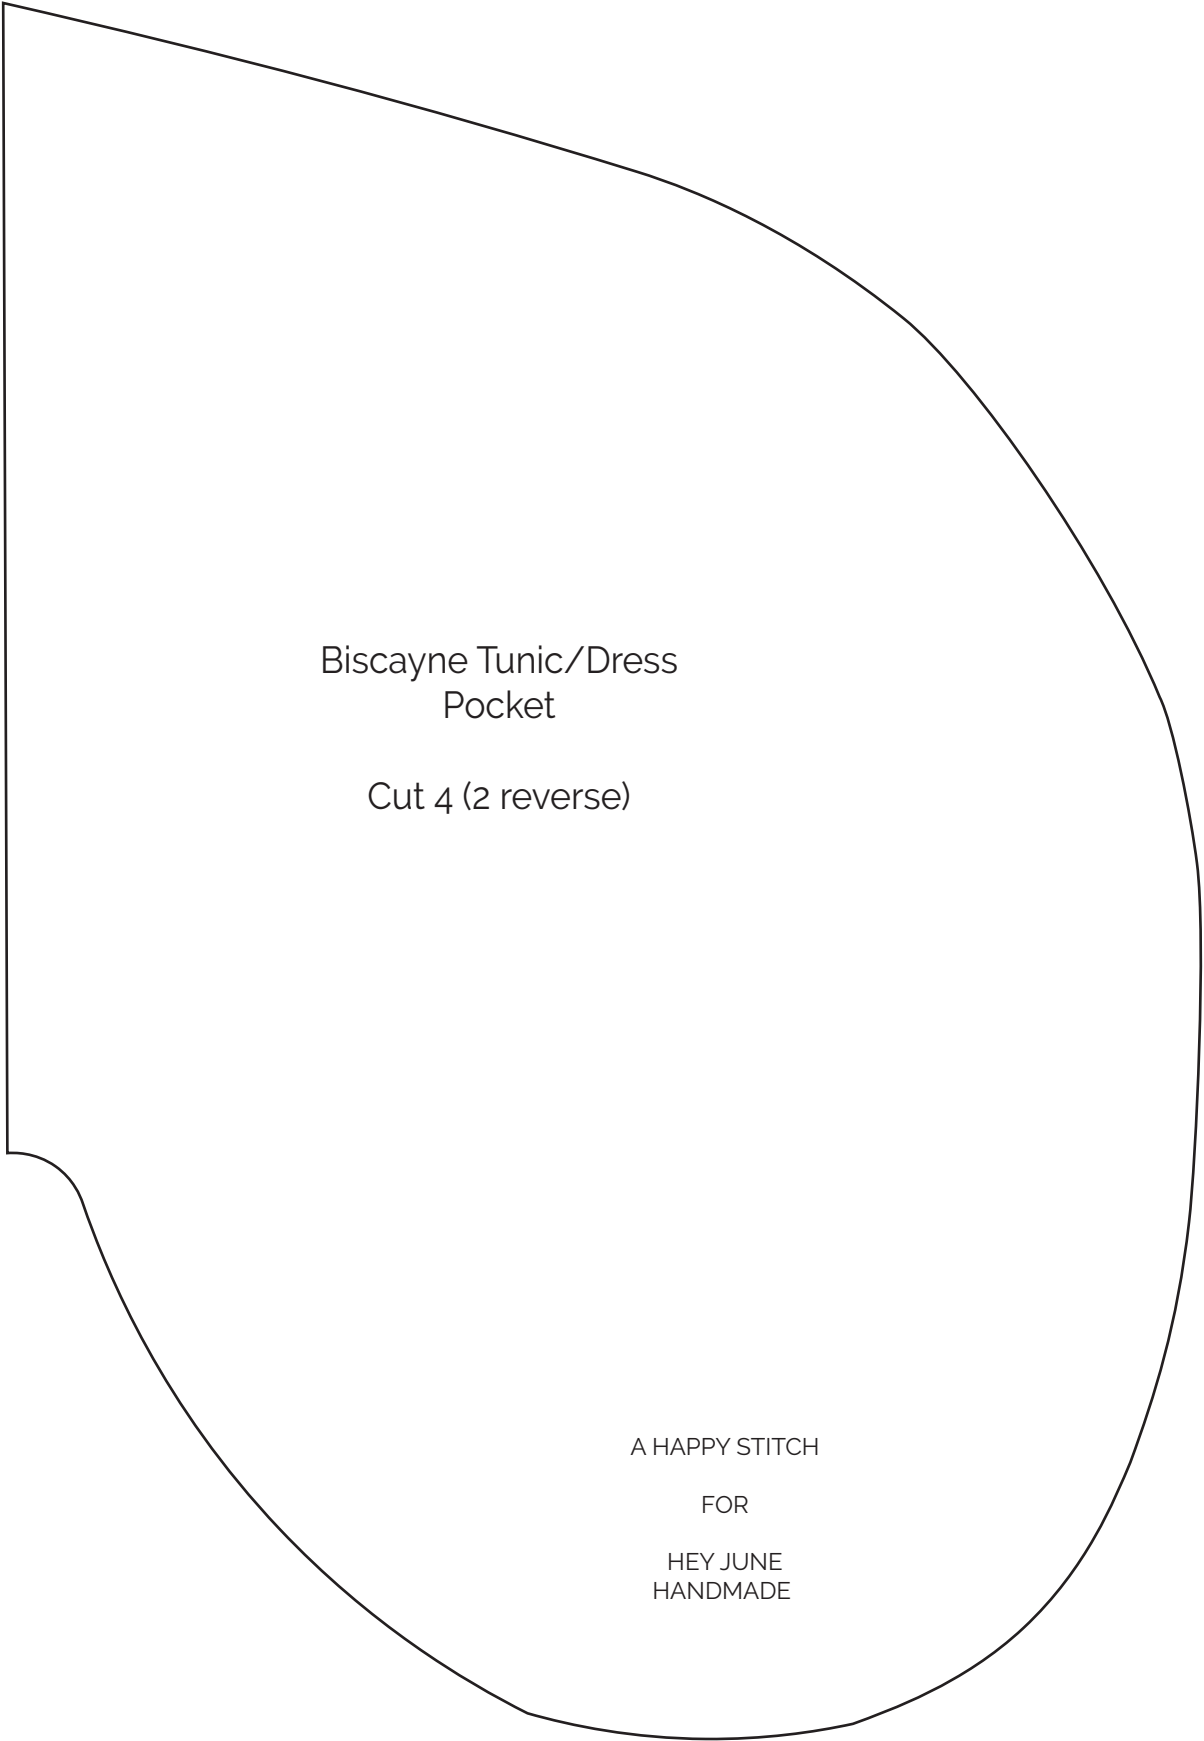 Biscayne Tunic/Dress
Pocket
Cut 4 (2 reverse)
A HAPPY STITCH
FOR
HEY JUNE
HANDMADE